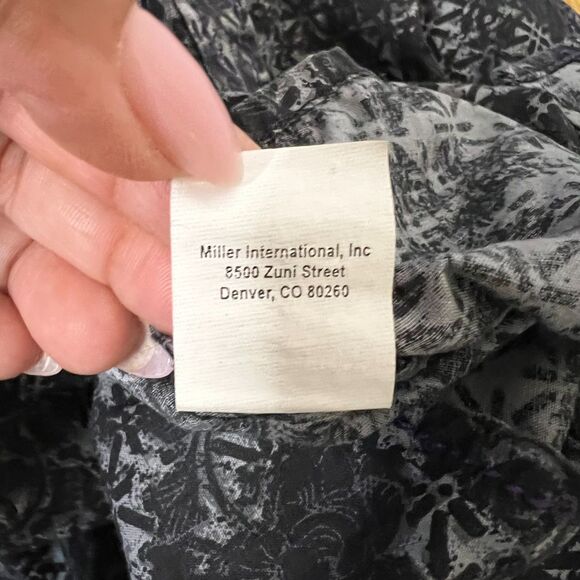 Miller International, Inc
8500 Zuni Street
Denver, CO 80260